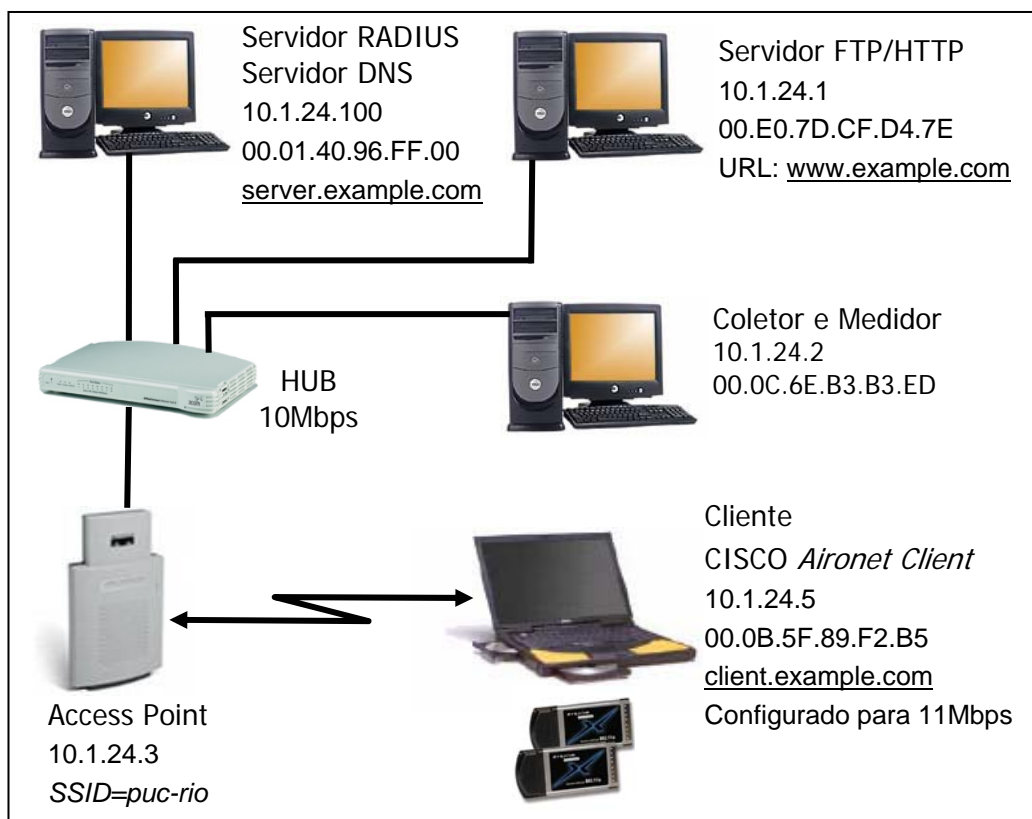 Servidor RADIUS
Servidor DNS
10.1.24.100
00.01.40.96.FF.00
server.example.com
Servidor FTP/HTTP
10.1.24.1
00.E0.7D.CF.D4.7E
URL: www.example.com
HUB
10Mbps
Coletor e Medidor
10.1.24.2
00.0C.6E.B3.B3.ED
Access Point
10.1.24.3
SSID=puc-rio
Cliente
CISCO Aironet Client
10.1.24.5
00.0B.5F.89.F2.B5
client.example.com
Configurado para 11Mbps